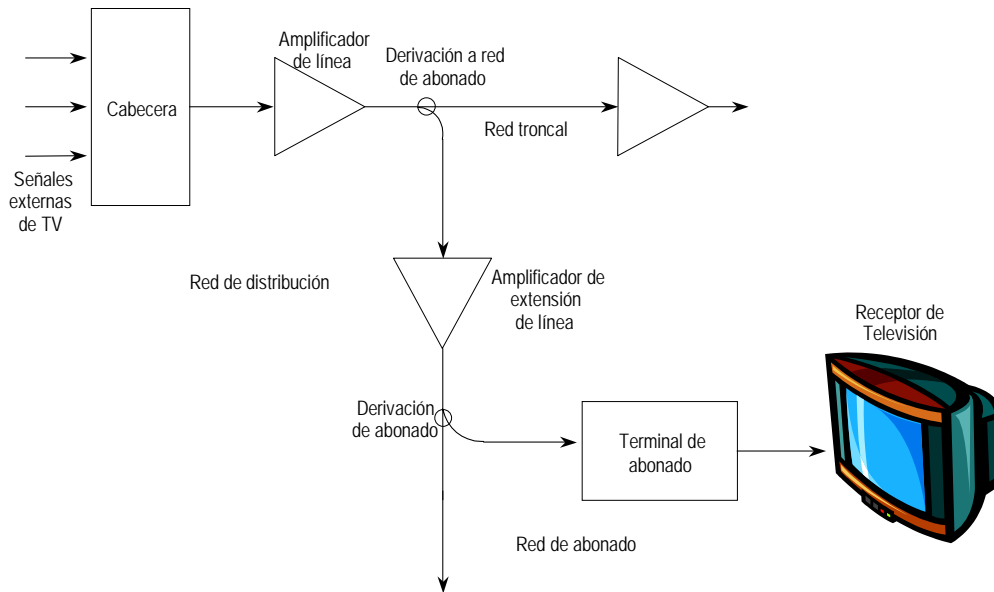 Amplificador
de línea
Derivación a red
de abonado
Cabecera
Red troncal
Señales
externas
de TV
Red de distribución
Amplificador de
extensión
de línea
Receptor de
Televisión
Derivación
de abonado
Terminal de
abonado
Red de abonado